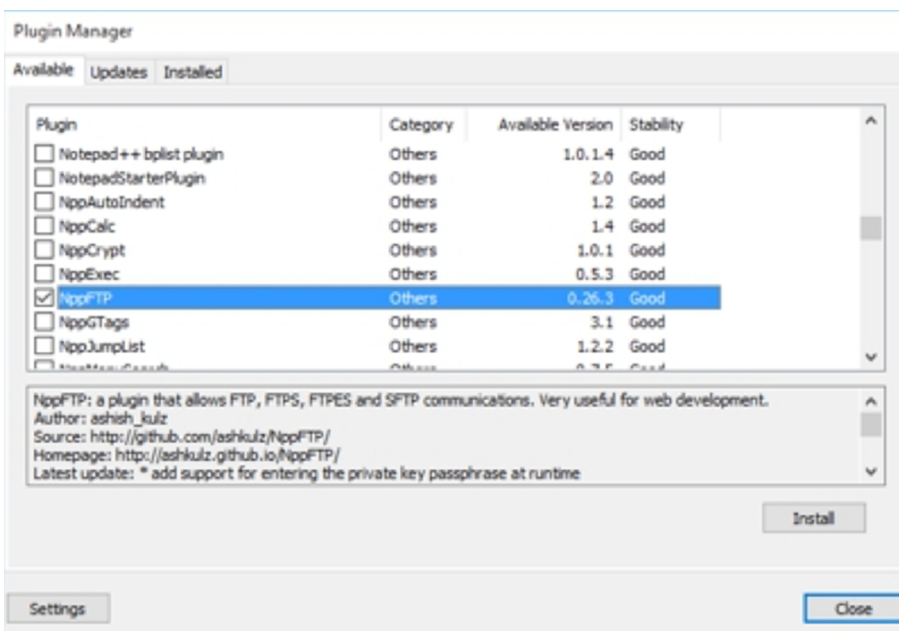 Plugin Manager
Available Updates Installed
Plugin Category Available Version Stability
Notepad++ bplist plugin Others 1.0.1.4 Good
NotepadStarterPlugin Others 2.0 Good
NppAutoIndent Others 1.2 Good
NppCalc Others 1.4 Good
NppCrypt Others 1.0.1 Good
NppExec Others 0.5.3 Good
NppFTP Others 0.26.3 Good
NppGTags Others 3.1 Good
NppJumpList Others 1.2.2 Good
NppFTP: a plugin that allows FTP, FTPS, FTPES and SFTP communications. Very useful for web development.
Author: ashish_kulz
Source: http://github.com/ashkulz/NppFTP/
Homepage: http://ashkulz.github.io/NppFTP/
Latest update: * add support for entering the private key passphrase at runtime
Install
Settings Close